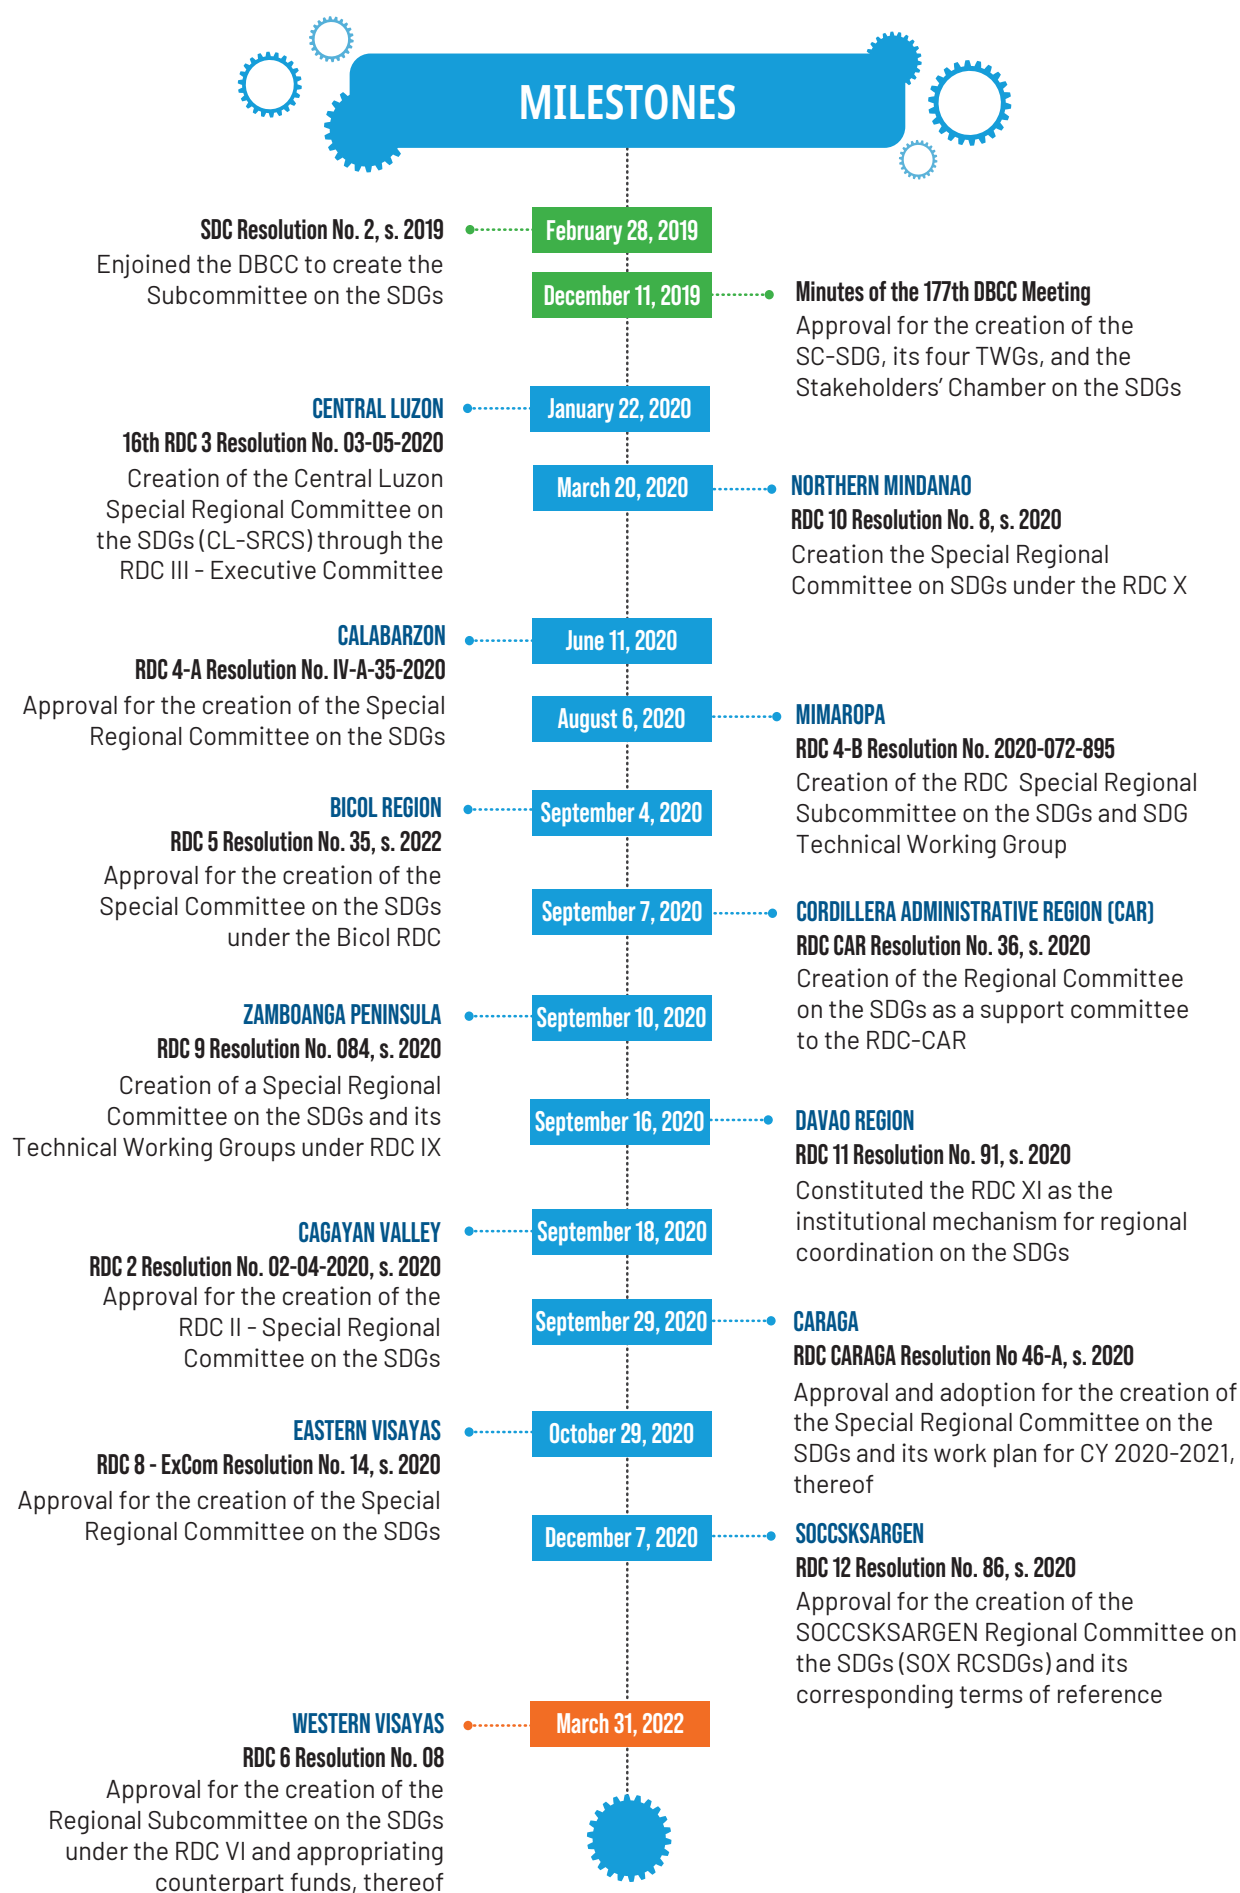 MILESTONES
February 28, 2019
SDC Resolution No. 2, s. 2019
Enjoined the DBCC to create the
Subcommittee on the SDGs
December 11, 2019
Minutes of the 177th DBCC Meeting
Approval for the creation of the
SC-SDG, its four TWGs, and the
Stakeholders’ Chamber on the SDGs
January 22, 2020
CENTRAL LUZON
16th RDC 3 Resolution No. 03-05-2020
Creation of the Central Luzon
Special Regional Committee on
the SDGs (CL-SRCS) through the
RDC III - Executive Committee
March 20, 2020
NORTHERN MINDANAO
RDC 10 Resolution No. 8, s. 2020
Creation the Special Regional
Committee on SDGs under the RDC X
June 11, 2020
CALABARZON
RDC 4-A Resolution No. IV-A-35-2020
Approval for the creation of the Special
Regional Committee on the SDGs
August 6, 2020
MIMAROPA
RDC 4-B Resolution No. 2020-072-895
Creation of the RDC Special Regional
Subcommittee on the SDGs and SDG
Technical Working Group
September 4, 2020
BICOL REGION
RDC 5 Resolution No. 35, s. 2022
Approval for the creation of the
Special Committee on the SDGs
under the Bicol RDC
September 7, 2020
CORDILLERA ADMINISTRATIVE REGION (CAR)
RDC CAR Resolution No. 36, s. 2020
Creation of the Regional Committee
on the SDGs as a support committee
to the RDC-CAR
September 10, 2020
ZAMBOANGA PENINSULA
RDC 9 Resolution No. 084, s. 2020
Creation of a Special Regional
Committee on the SDGs and its
Technical Working Groups under RDC IX
September 16, 2020
DAVAO REGION
RDC 11 Resolution No. 91, s. 2020
Constituted the RDC XI as the
institutional mechanism for regional
coordination on the SDGs
September 18, 2020
CAGAYAN VALLEY
RDC 2 Resolution No. 02-04-2020, s. 2020
Approval for the creation of the
RDC II - Special Regional
Committee on the SDGs
September 29, 2020
CARAGA
RDC CARAGA Resolution No 46-A, s. 2020
Approval and adoption for the creation of
the Special Regional Committee on the
SDGs and its work plan for CY 2020-2021,
thereof
October 29, 2020
EASTERN VISAYAS
RDC 8 - ExCom Resolution No. 14, s. 2020
Approval for the creation of the Special
Regional Committee on the SDGs
December 7, 2020
SOCCSKSARGEN
RDC 12 Resolution No. 86, s. 2020
Approval for the creation of the
SOCCSKSARGEN Regional Committee on
the SDGs (SOX RCSDGs) and its
corresponding terms of reference
March 31, 2022
WESTERN VISAYAS
RDC 6 Resolution No. 08
Approval for the creation of the
Regional Subcommittee on the SDGs
under the RDC VI and appropriating
counterpart funds, thereof